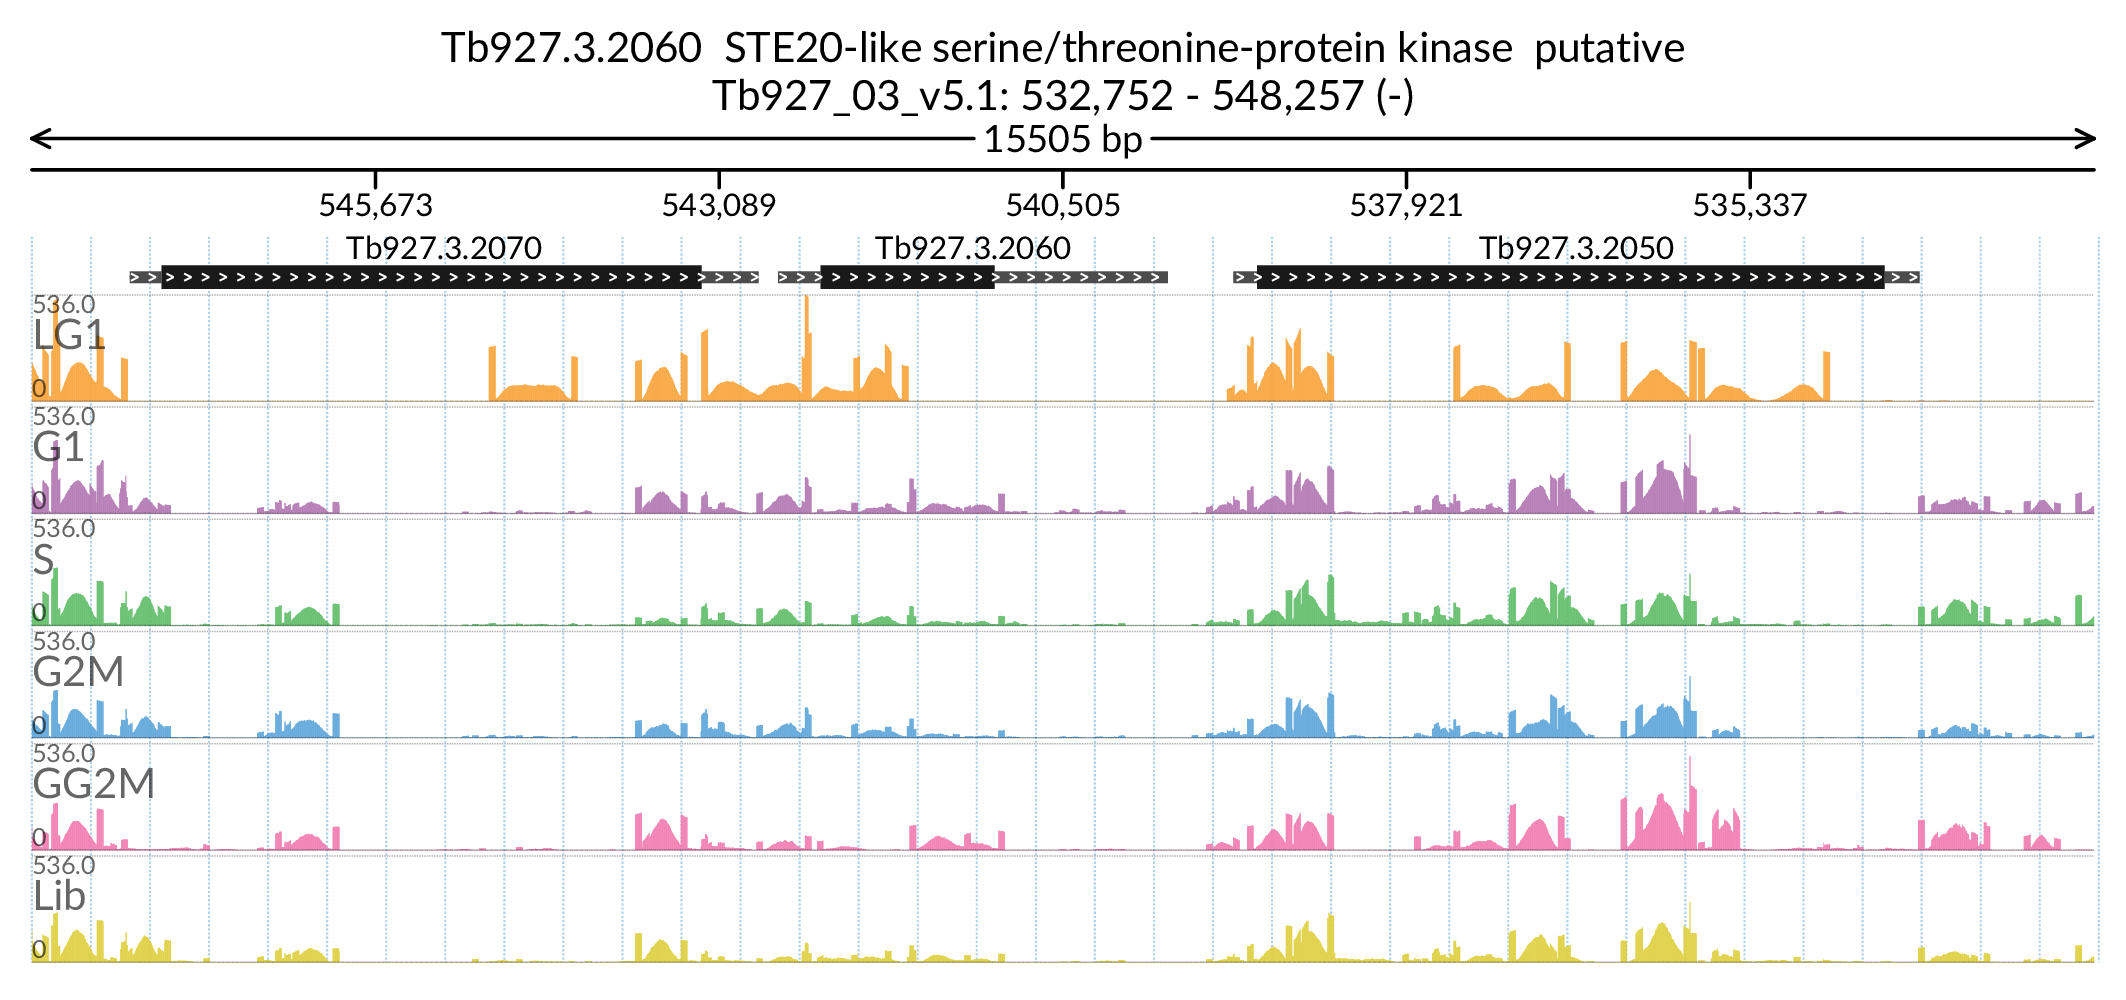 Tb927.3.2060 STE20-like serine/threonine-protein kinase putative
Tb927_03_v5.1: 532,752 - 548,257 (-)
15505 bp
545,673 543,089 540,505 537,921 535,337
Tb927.3.2070 Tb927.3.2060 Tb927.3.2050
536.0
LG1
0
536.0
G1
0
536.0
S
0
536.0
G2M
0
536.0
GG2M
0
536.0
Lib
0